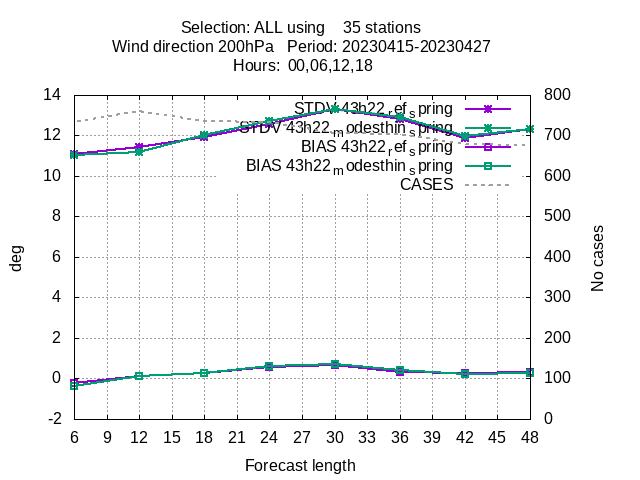 Selection: ALL using 35 stations
Wind direction 200hPa Period: 20230415-20230427
Hours: 00,06,12,18
14
12
10
8
6
4
2
0
-2
deg
STDV 43h22_ref_spring
STDV 43h22_modesthin_spring
BIAS 43h22_ref_spring
BIAS 43h22_modesthin_spring
CASES
800
700
600
500
400
300
200
100
0
No cases
6 9 12 15 18 21 24 27 30 33 36 39 42 45 48
Forecast length